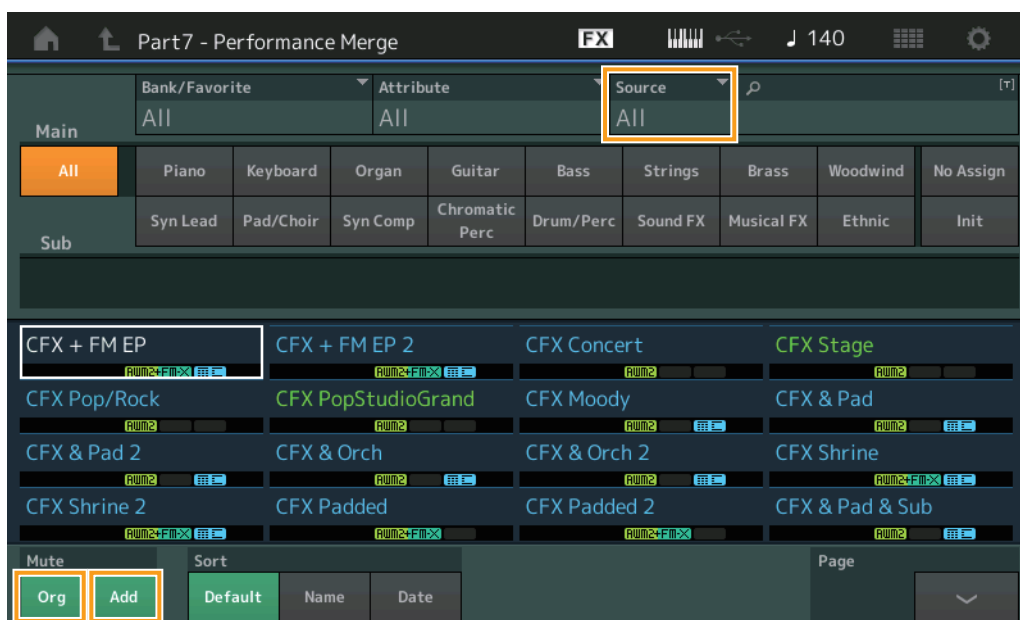 Part7 - Performance Merge FX 140
Bank/Favorite Attribute Source [T]
Main All All All
All Piano Keyboard Organ Guitar Bass Strings Brass Woodwind No Assign
Sub Syn Lead Pad/Choir Syn Comp Chromatic Perc Drum/Perc Sound FX Musical FX Ethnic Init
CFX + FM EP CFX + FM EP 2 CFX Concert CFX Stage
AWM2+FM-X AWM2+FM-X AWM2 AWM2
CFX Pop/Rock CFX PopStudioGrand CFX Moody CFX & Pad
AWM2 AWM2 AWM2 AWM2
CFX & Pad 2 CFX & Orch CFX & Orch 2 CFX Shrine
AWM2 AWM2 AWM2 AWM2+FM-X
CFX Shrine 2 CFX Padded CFX Padded 2 CFX & Pad & Sub
AWM2+FM-X AWM2+FM-X AWM2+FM-X AWM2
Mute Sort Page
Org Add Default Name Date